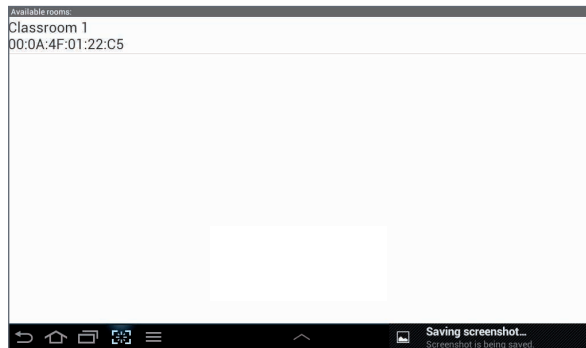 Available rooms:
Classroom 1
00:0A:4F:01:22:C5
Saving screenshot...
Screenshot is being saved.